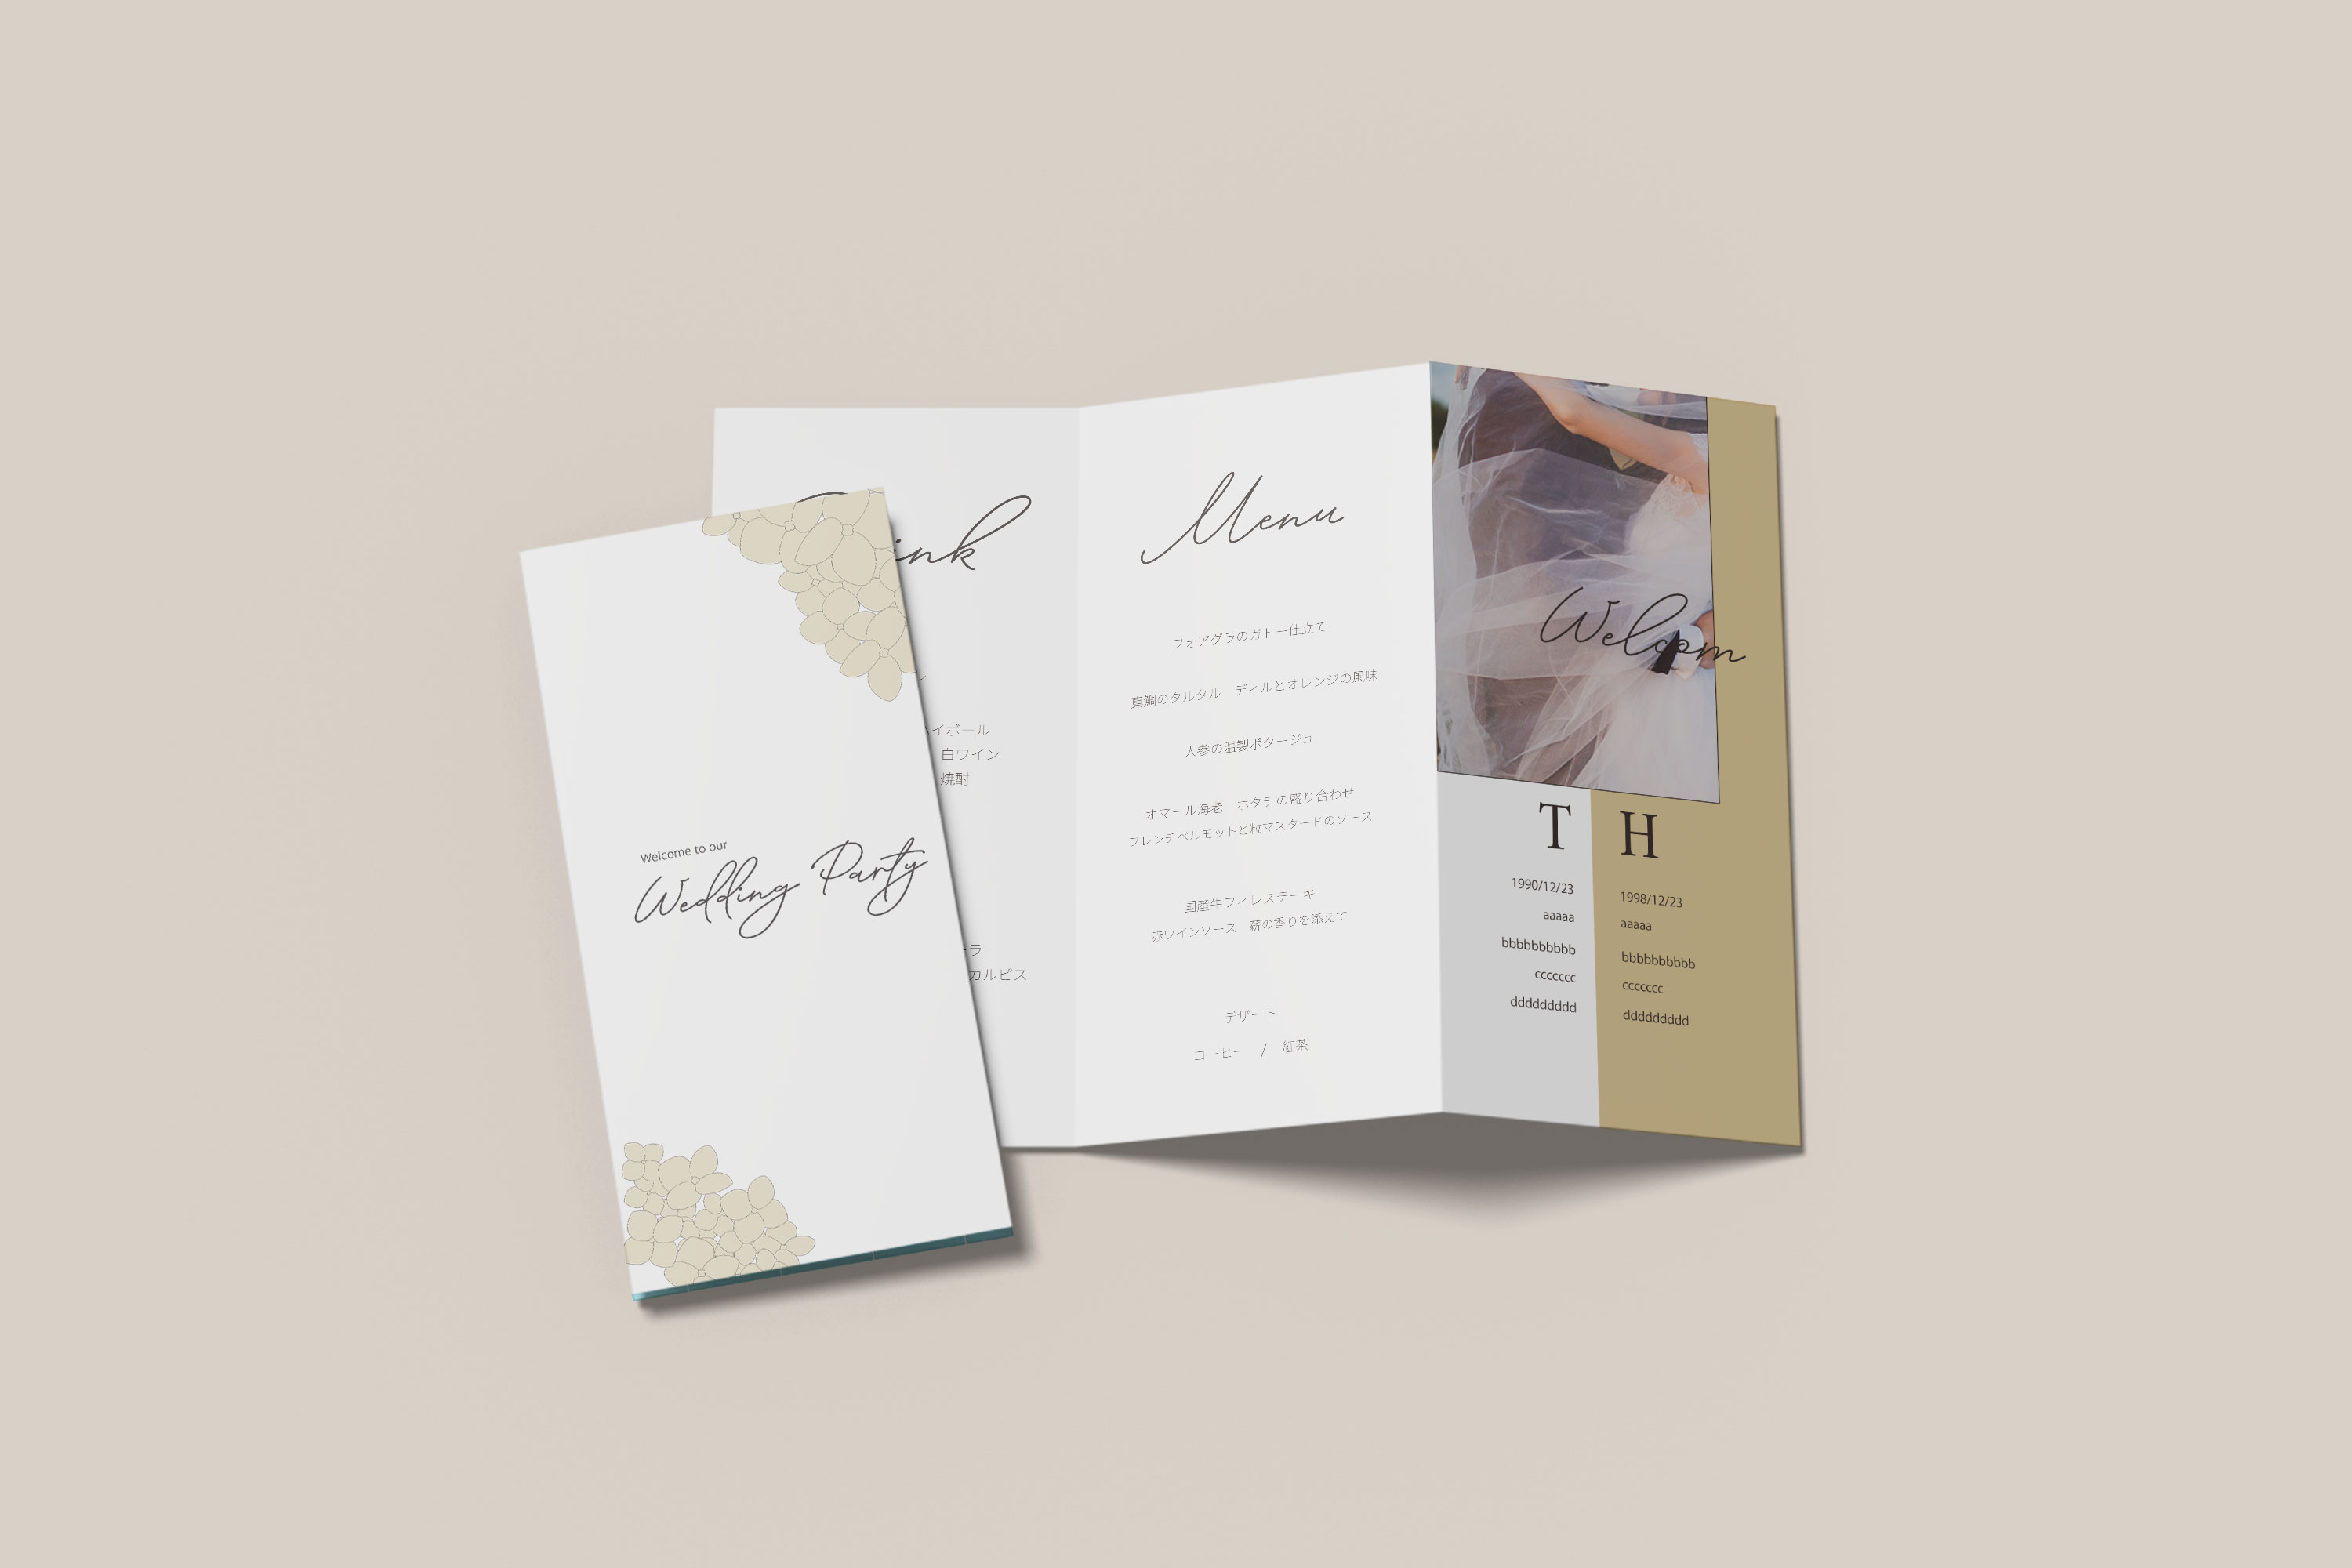 Welcome to our
Wedding Party
ink
ル
イボール
白ワイン
焼酎
ラ
カルピス
Menu
フォアグラのガトー仕立て
真鯛のタルタル　ディルとオレンジの風味
人参の温製ポタージュ
オマール海老　ホタテの盛り合わせ
フレンチベルモットと粒マスタードのソース
国産牛フィレステーキ
赤ワインソース　薪の香りを添えて
デザート
コーヒー　/　紅茶
Welcom
T
1990/12/23
aaaaa
bbbbbbbbbb
ccccccc
ddddddddd
H
1998/12/23
aaaaa
bbbbbbbbbb
ccccccc
ddddddddd